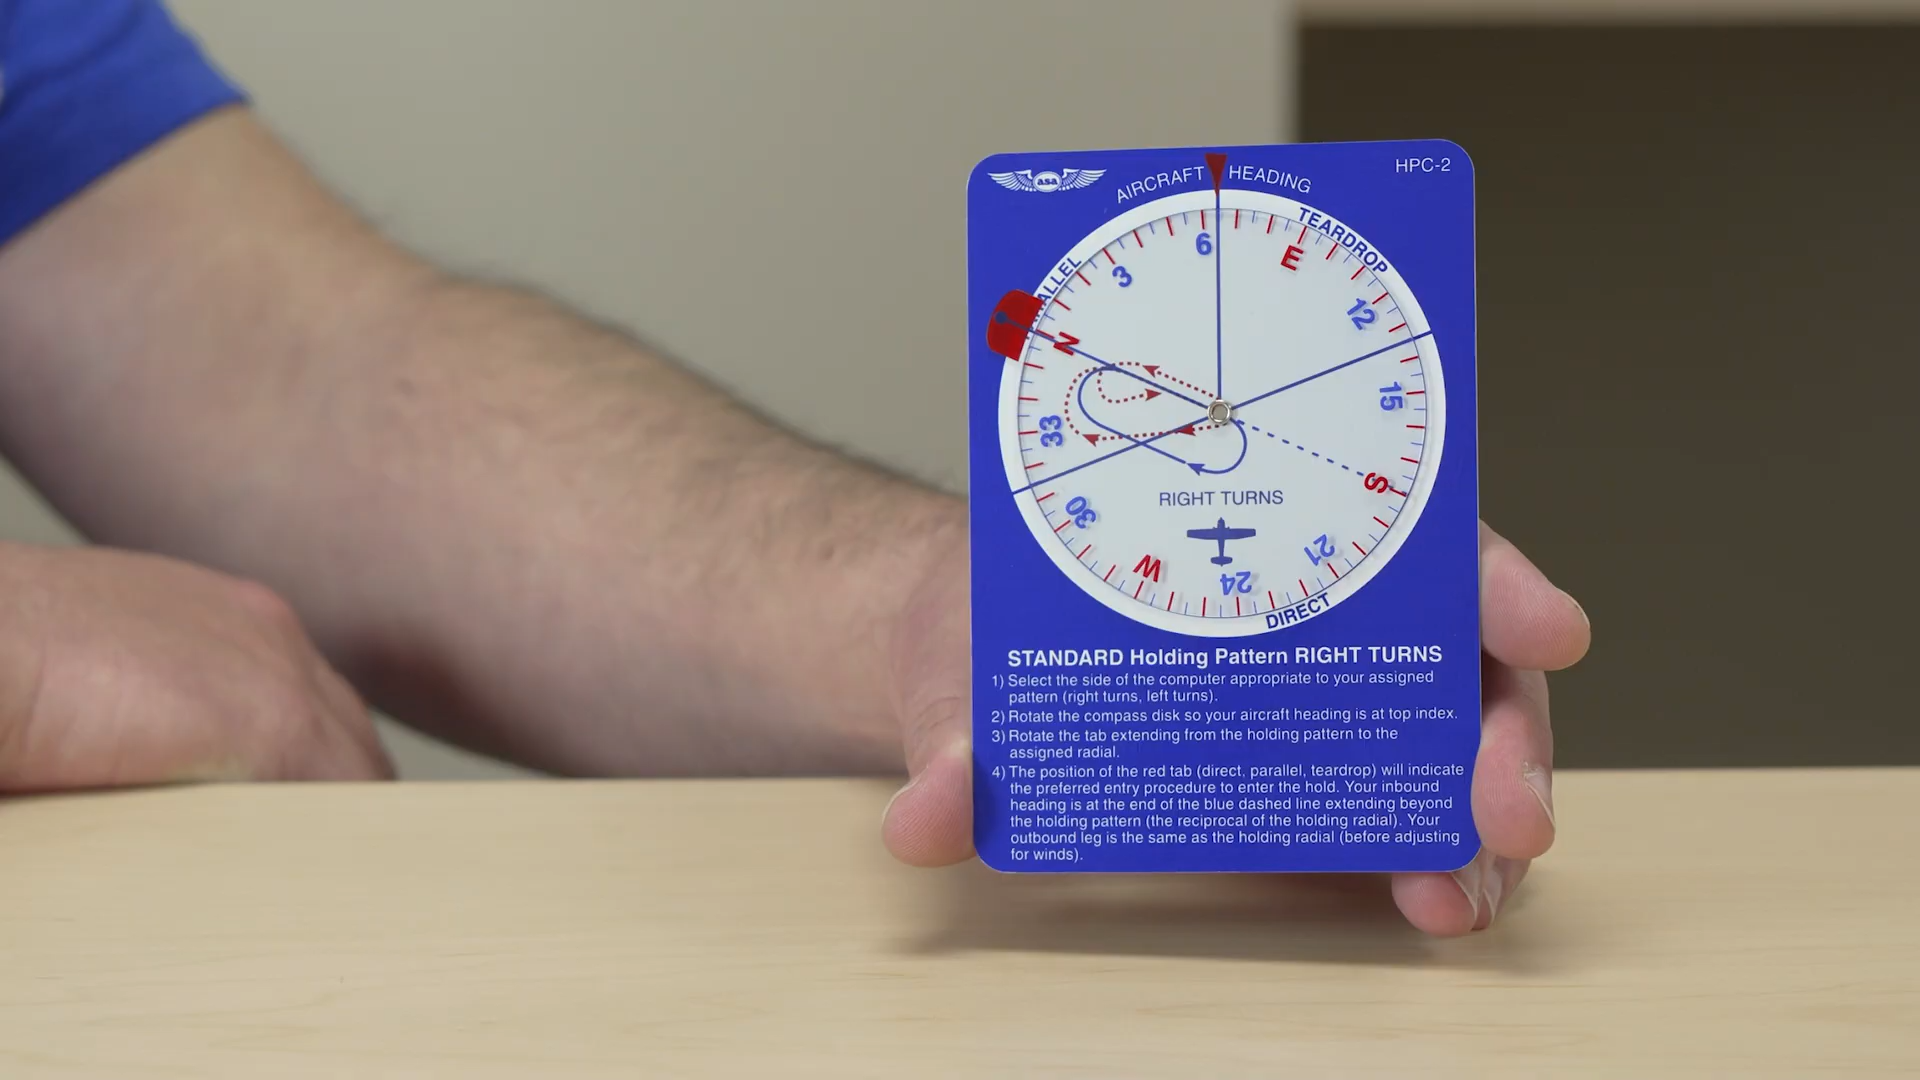 asa
AIRCRAFT HEADING
HPC-2
TEARDROP
6
E
3
12
N
15
33
S
30
21
W
24
RIGHT TURNS
DIRECT
STANDARD Holding Pattern RIGHT TURNS
1) Select the side of the computer appropriate to your assigned
pattern (right turns, left turns).
2) Rotate the compass disk so your aircraft heading is at top index.
3) Rotate the tab extending from the holding pattern to the
assigned radial.
4) The position of the red tab (direct, parallel, teardrop) will indicate
the preferred entry procedure to enter the hold. Your inbound
heading is at the end of the blue dashed line extending beyond
the holding pattern (the reciprocal of the holding radial). Your
outbound leg is the same as the holding radial (before adjusting
for winds).